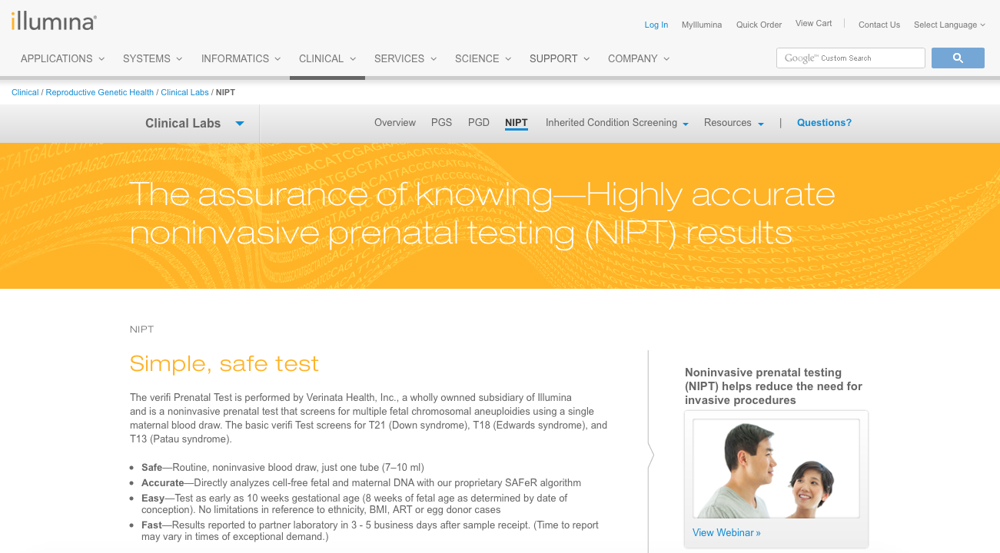 illumina®
Log In MyIllumina Quick Order View Cart | Contact Us Select Language
APPLICATIONS SYSTEMS INFORMATICS CLINICAL SERVICES SCIENCE SUPPORT COMPANY
Google™ Custom Search
Clinical / Reproductive Genetic Health / Clinical Labs / NIPT
Clinical Labs
Overview PGS PGD NIPT Inherited Condition Screening Resources | Questions?
The assurance of knowing—Highly accurate
noninvasive prenatal testing (NIPT) results
NIPT
Simple, safe test
The verifi Prenatal Test is performed by Verinata Health, Inc., a wholly ownned subsidiary of Illumina
and is a noninvasive prenatal test that screens for multiple fetal chromosomal aneuploidies using a single
maternal blood draw. The basic verifi Test screens for T21 (Down syndrome), T18 (Edwards syndrome), and
T13 (Patau syndrome).
• Safe—Routine, noninvasive blood draw, just one tube (7–10 ml)
• Accurate—Directly analyzes cell-free fetal and maternal DNA with our proprietary SAFeR algorithm
• Easy—Test as early as 10 weeks gestational age (8 weeks of fetal age as determined by date of
conception). No limitations in reference to ethnicity, BMI, ART or egg donor cases
• Fast—Results reported to partner laboratory in 3 - 5 business days after sample receipt. (Time to report
may vary in times of exceptional demand.)
Noninvasive prenatal testing
(NIPT) helps reduce the need for
invasive procedures
View Webinar »